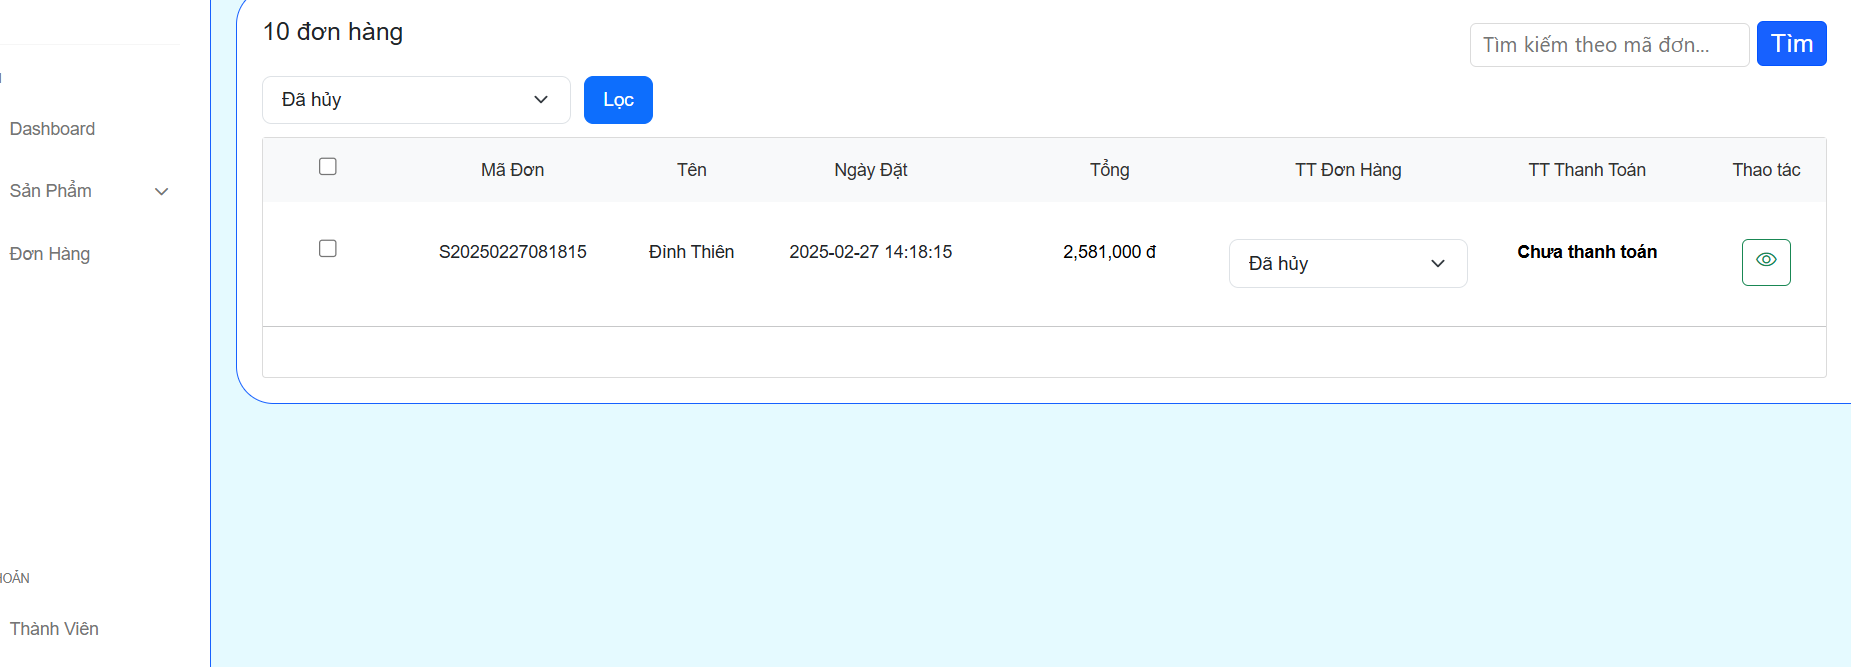 Dashboard
Sản Phẩm
Đơn Hàng
Thành Viên
10 đơn hàng
Tìm kiếm theo mã đơn...
Tìm
Đã hủy
Lọc
Mã Đơn Tên Ngày Đặt Tổng TT Đơn Hàng TT Thanh Toán Thao tác
S20250227081815 Đình Thiên 2025-02-27 14:18:15 2,581,000 đ Đã hủy Chưa thanh toán